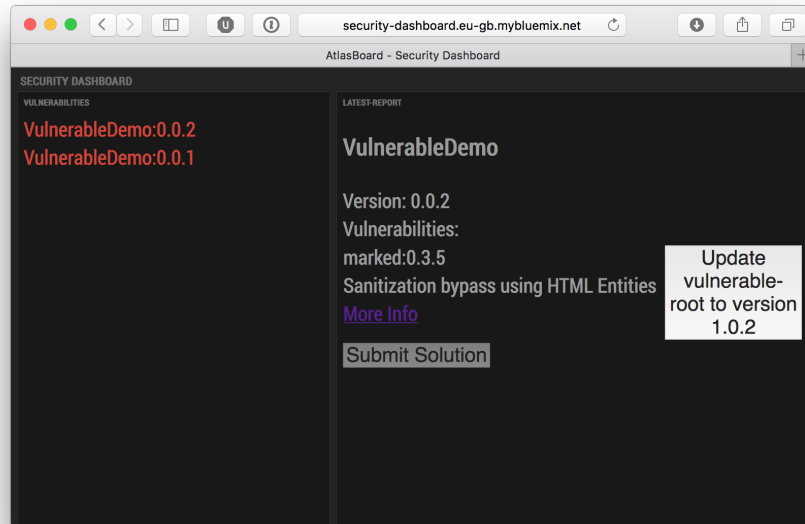 security-dashboard.eu-gb.mybluemix.net
AtlasBoard - Security Dashboard
SECURITY DASHBOARD
VULNERABILITIES
VulnerableDemo:0.0.2
VulnerableDemo:0.0.1
LATEST-REPORT
VulnerableDemo
Version: 0.0.2
Vulnerabilities:
marked:0.3.5
Sanitization bypass using HTML Entities
More Info
Submit Solution
Update
vulnerable-
root to version
1.0.2